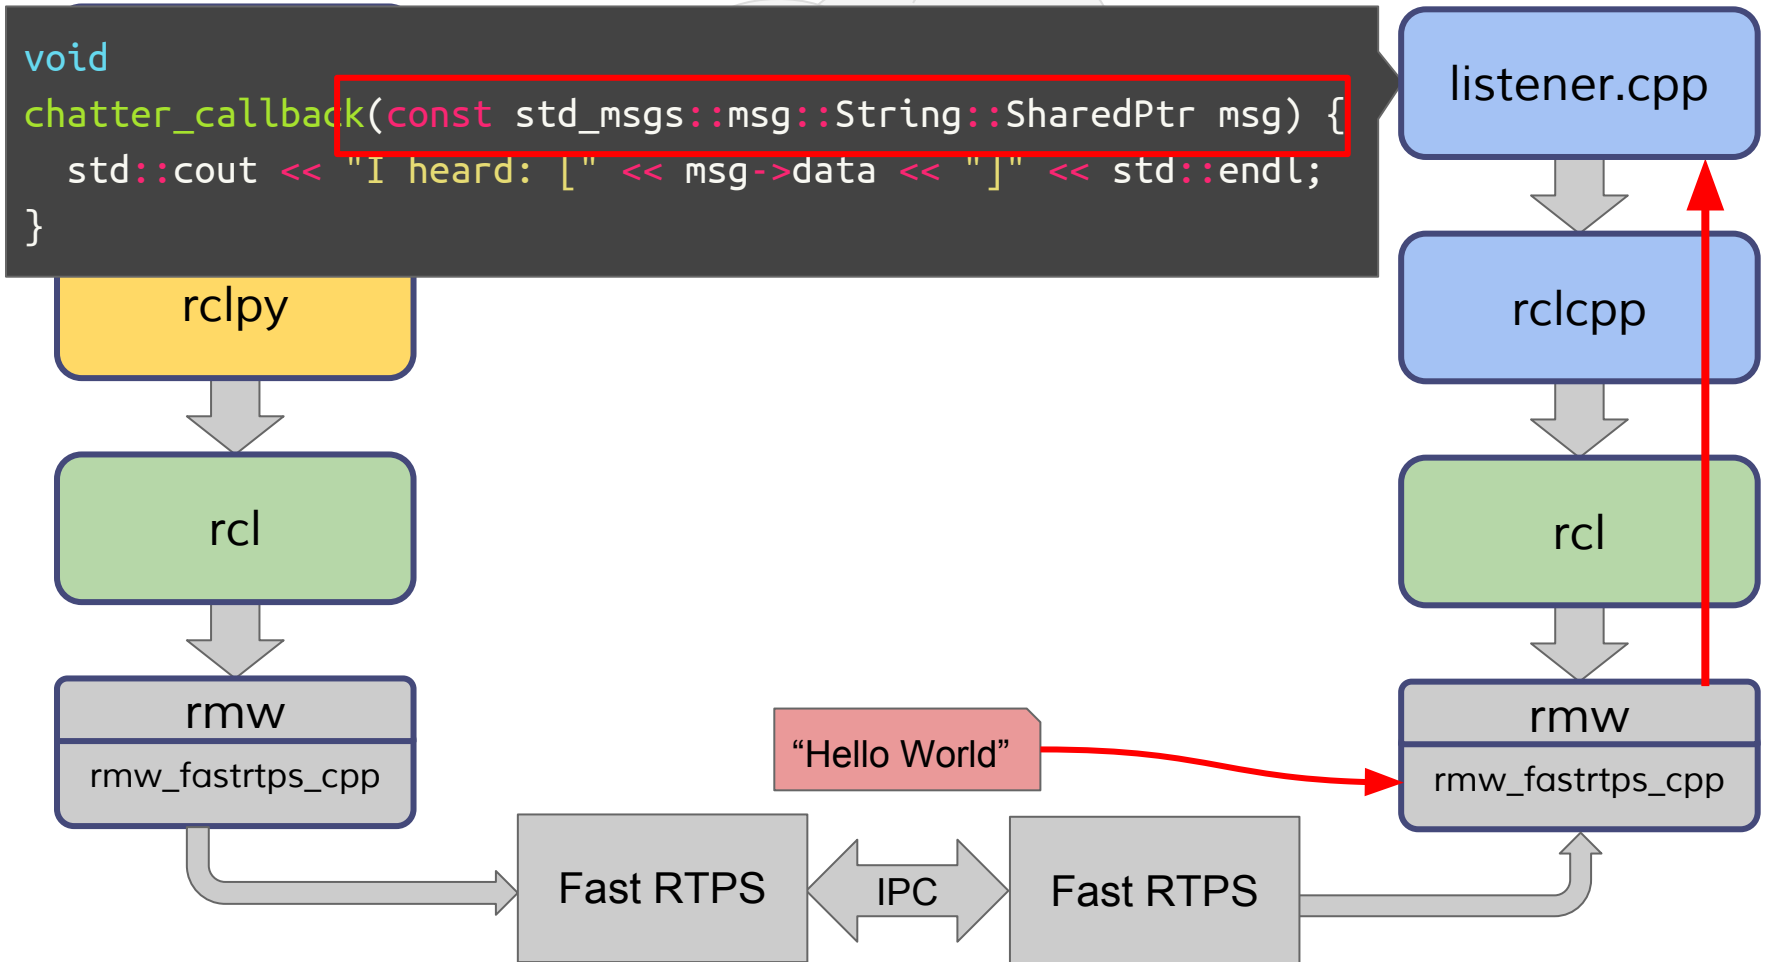 void
chatter_callback(const std_msgs::msg::String::SharedPtr msg) {
  std::cout << "I heard: [" << msg->data << "]" << std::endl;
}
listener.cpp
rclpy
rclcpp
rcl
rcl
rmw
rmw_fastrtps_cpp
“Hello World”
rmw
rmw_fastrtps_cpp
Fast RTPS
IPC
Fast RTPS